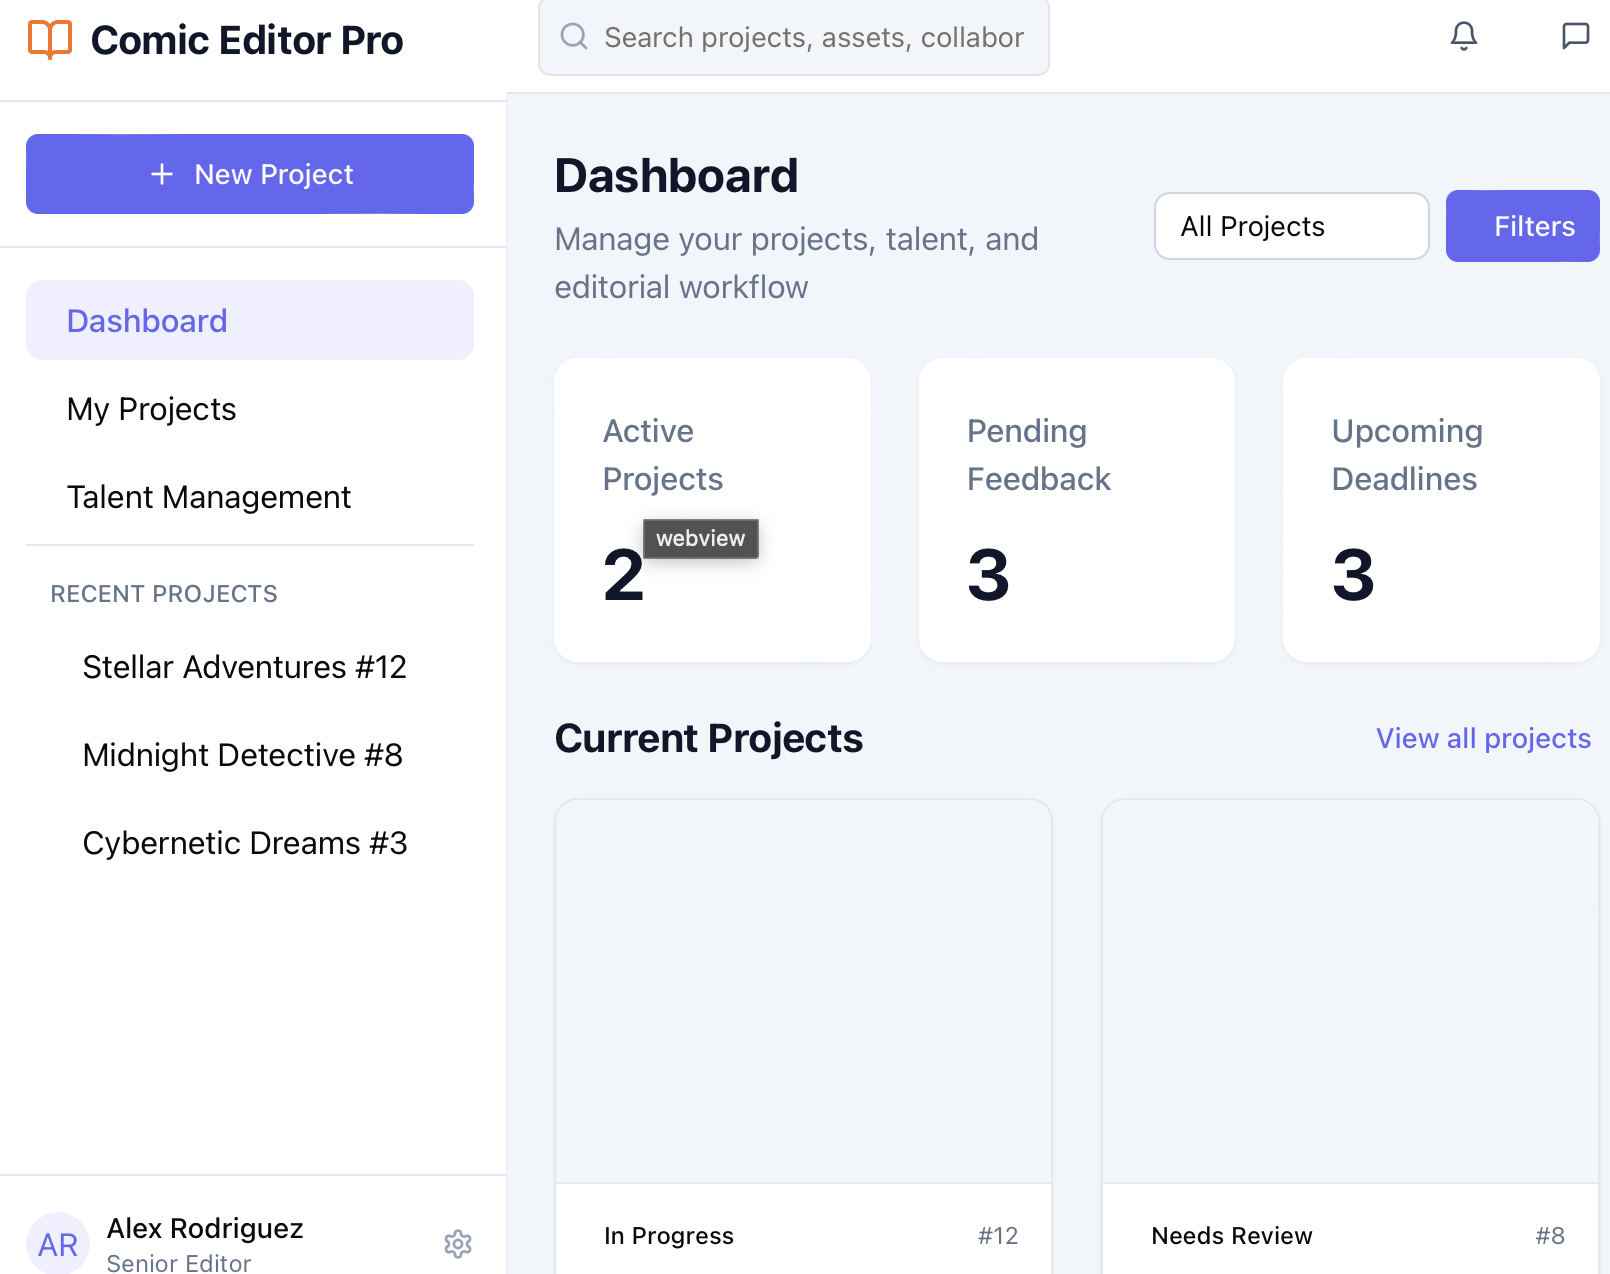 Comic Editor Pro
Search projects, assets, collabor
New Project
Dashboard
My Projects
Talent Management
RECENT PROJECTS
Stellar Adventures #12
Midnight Detective #8
Cybernetic Dreams #3
AR
Alex Rodriguez
Senior Editor
Dashboard
Manage your projects, talent, and
editorial workflow
All Projects
Filters
Active
Projects
2
webview
Pending
Feedback
3
Upcoming
Deadlines
3
Current Projects
View all projects
In Progress
#12
Needs Review
#8